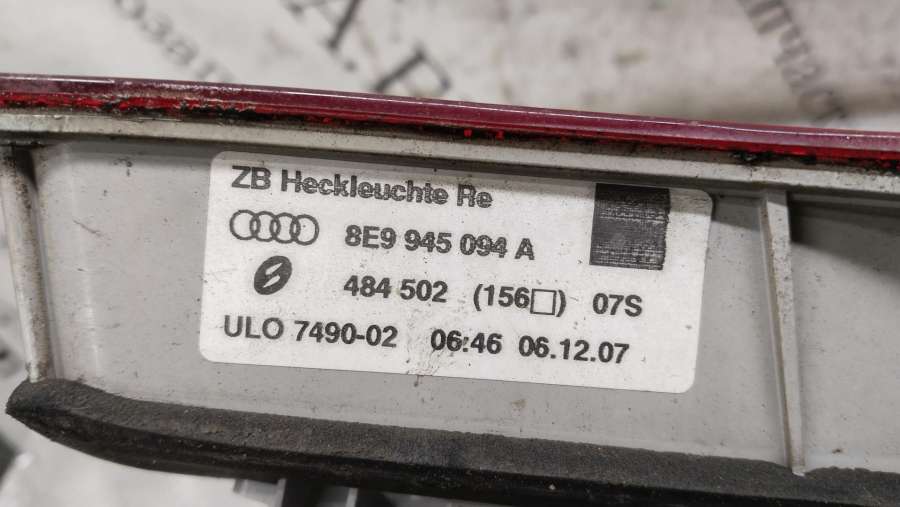 ZB Heckleuchte Re
8E9 945 094 A
484 502 (156□) 07S
ULO 7490-02 06:46 06.12.07